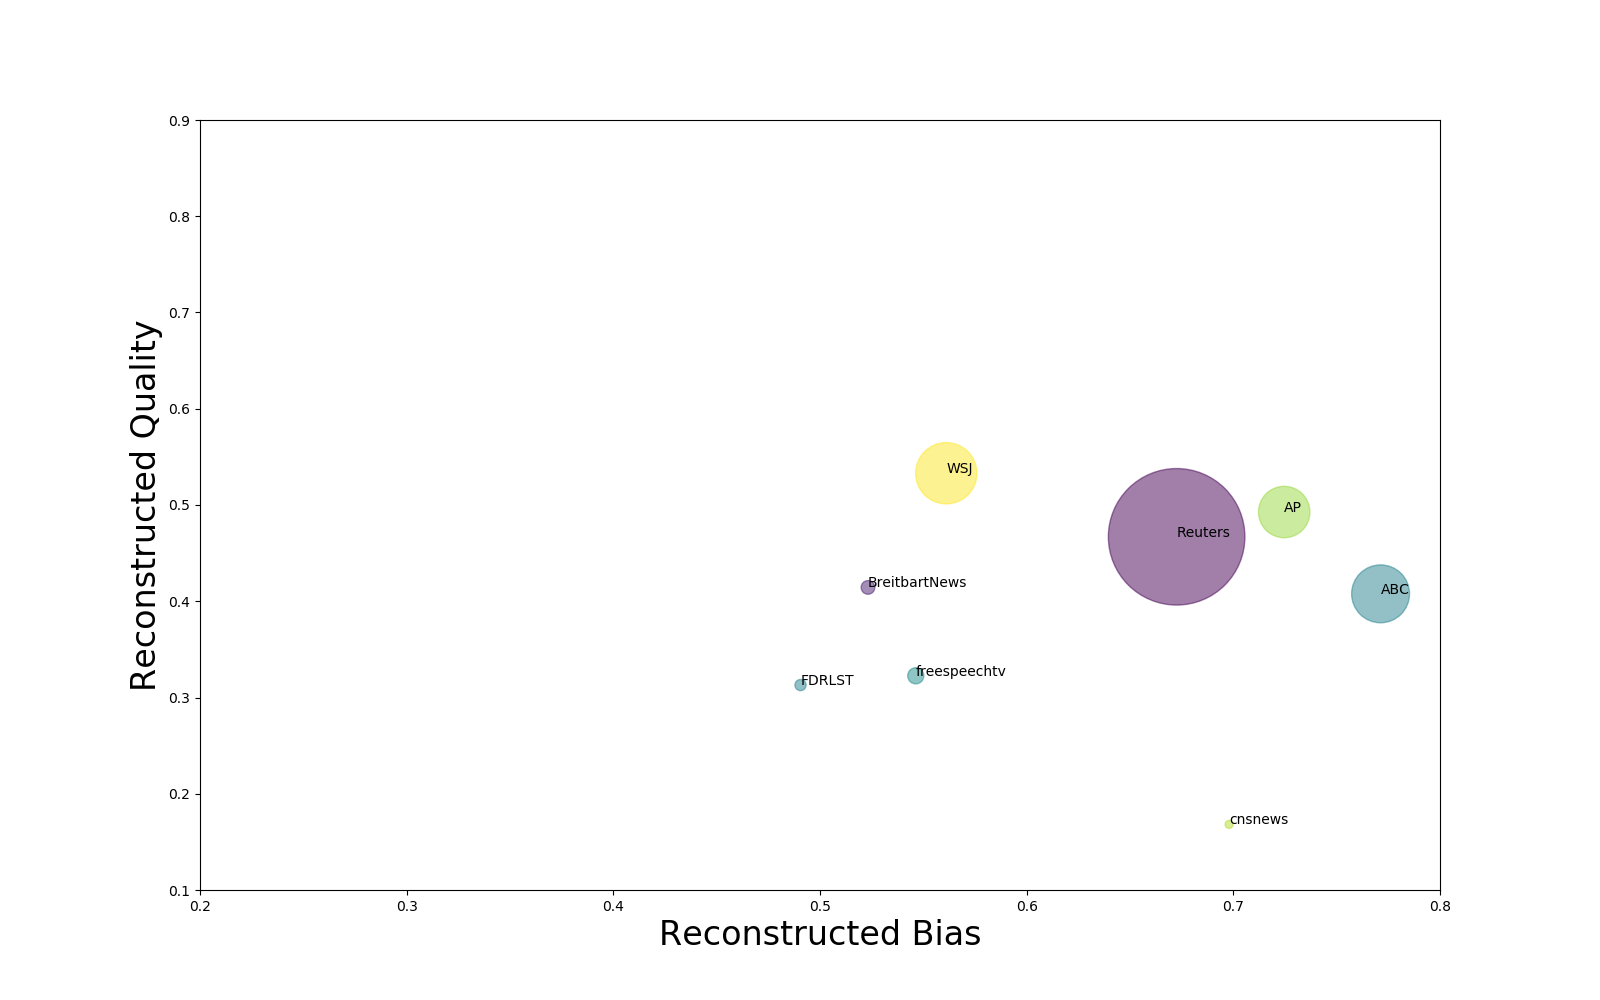 0.9
0.8
0.7
0.6
0.5
0.4
0.3
0.2
0.1
Reconstructed Quality
WSJ
AP
Reuters
BreitbartNews
ABC
freespeechtv
FDRLST
cnsnews
0.2 0.3 0.4 0.5 0.6 0.7 0.8
Reconstructed Bias